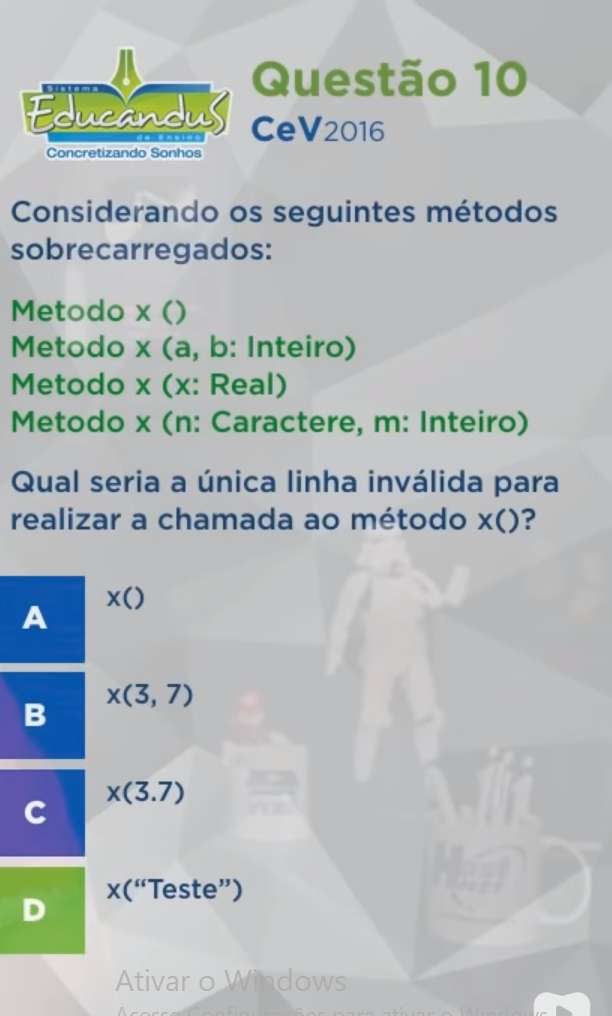 Sistema
Educandus
de Ensino
Concretizando Sonhos
Questão 10
CeV2016
Considerando os seguintes métodos
sobrecarregados:
Metodo x ()
Metodo x (a, b: Inteiro)
Metodo x (x: Real)
Metodo x (n: Caractere, m: Inteiro)
Qual seria a única linha inválida para
realizar a chamada ao método x()?
A x()
B x(3, 7)
C x(3.7)
D x(“Teste”)
Ativar o Windows
Acesse Configurações para ativar o Windows